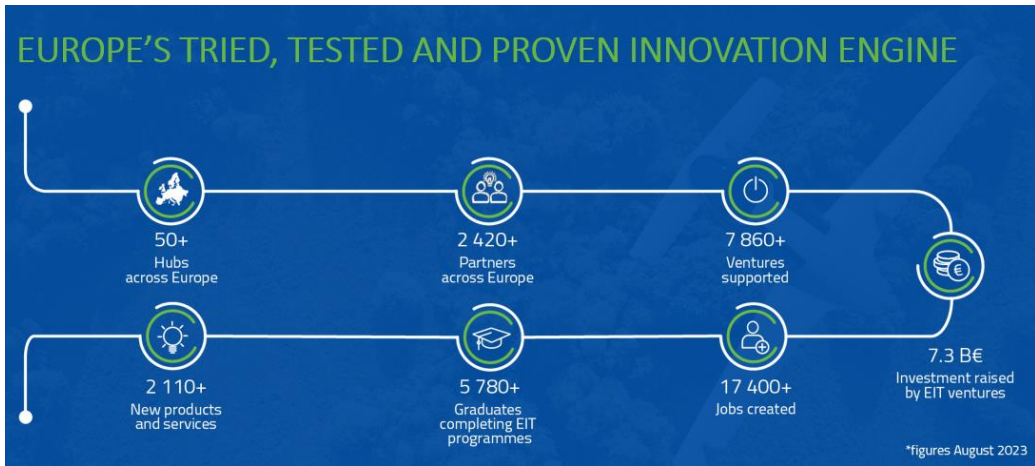 EUROPE'S TRIED, TESTED AND PROVEN INNOVATION ENGINE
50+
Hubs
across Europe
2 420+
Partners
across Europe
7 860+
Ventures
supported
€
7.3 B€
Investment raised
by EIT ventures
2 110+
New products
and services
5 780+
Graduates
completing EIT
programmes
17 400+
Jobs created
*figures August 2023